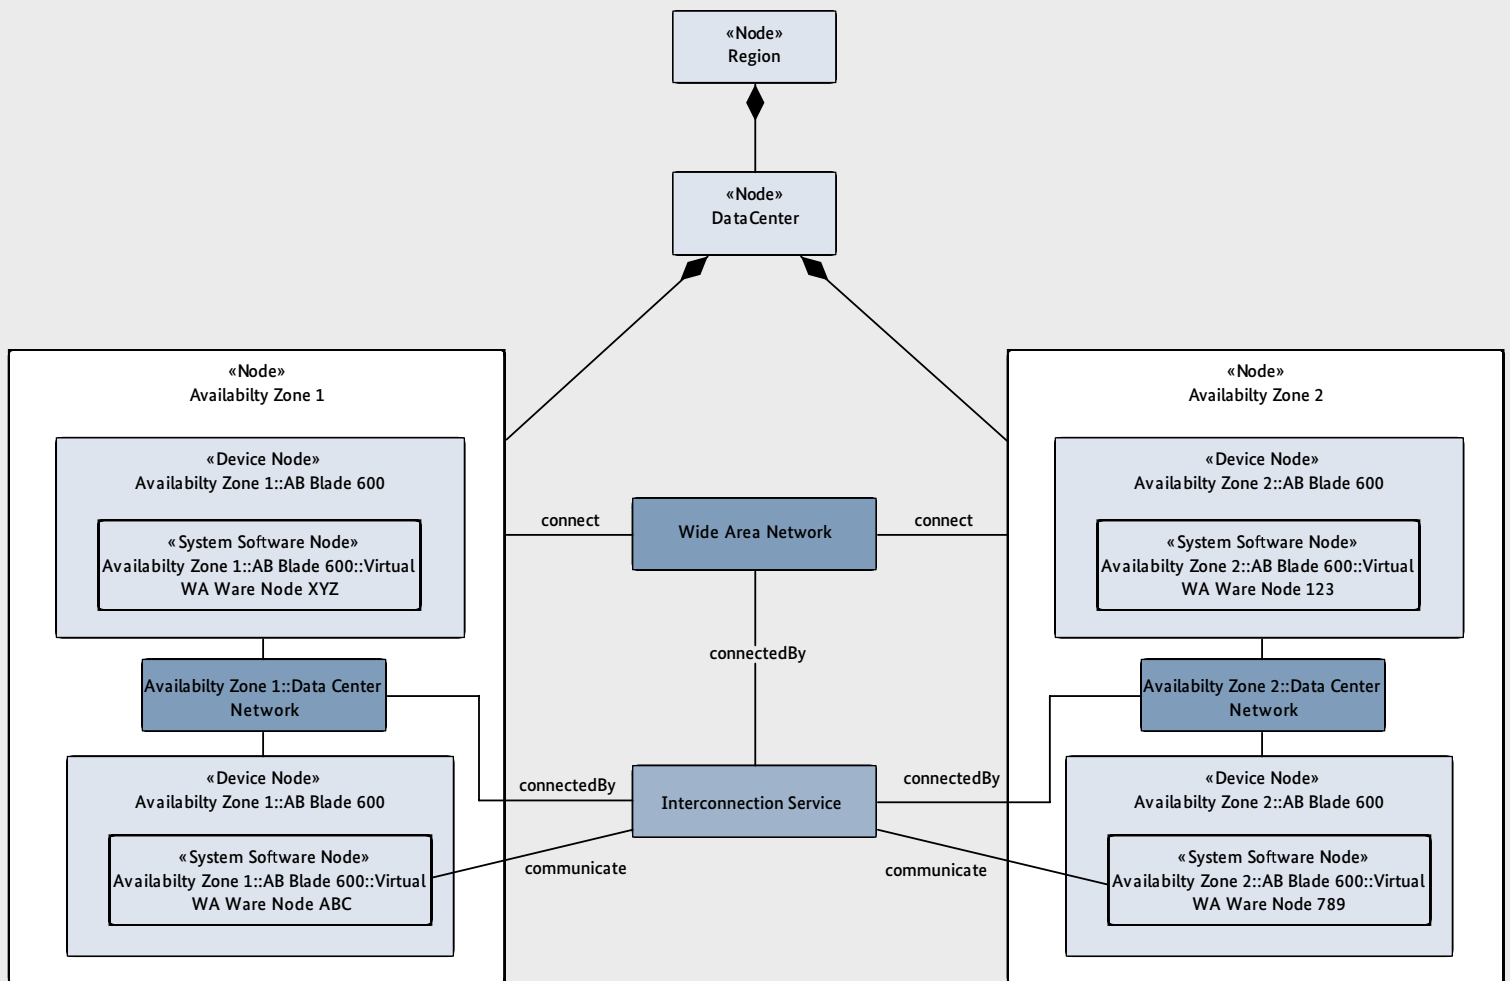 «Node»
Region
«Node»
DataCenter
«Node»
Availabilty Zone 1
«Device Node»
Availabilty Zone 1::AB Blade 600
«System Software Node»
Availabilty Zone 1::AB Blade 600::Virtual
WA Ware Node XYZ
Availabilty Zone 1::Data Center
Network
«Device Node»
Availabilty Zone 1::AB Blade 600
«System Software Node»
Availabilty Zone 1::AB Blade 600::Virtual
WA Ware Node ABC
connect
Wide Area Network
connect
connectedBy
connectedBy
Interconnection Service
connectedBy
communicate
communicate
«Node»
Availabilty Zone 2
«Device Node»
Availabilty Zone 2::AB Blade 600
«System Software Node»
Availabilty Zone 2::AB Blade 600::Virtual
WA Ware Node 123
Availabilty Zone 2::Data Center
Network
«Device Node»
Availabilty Zone 2::AB Blade 600
«System Software Node»
Availabilty Zone 2::AB Blade 600::Virtual
WA Ware Node 789